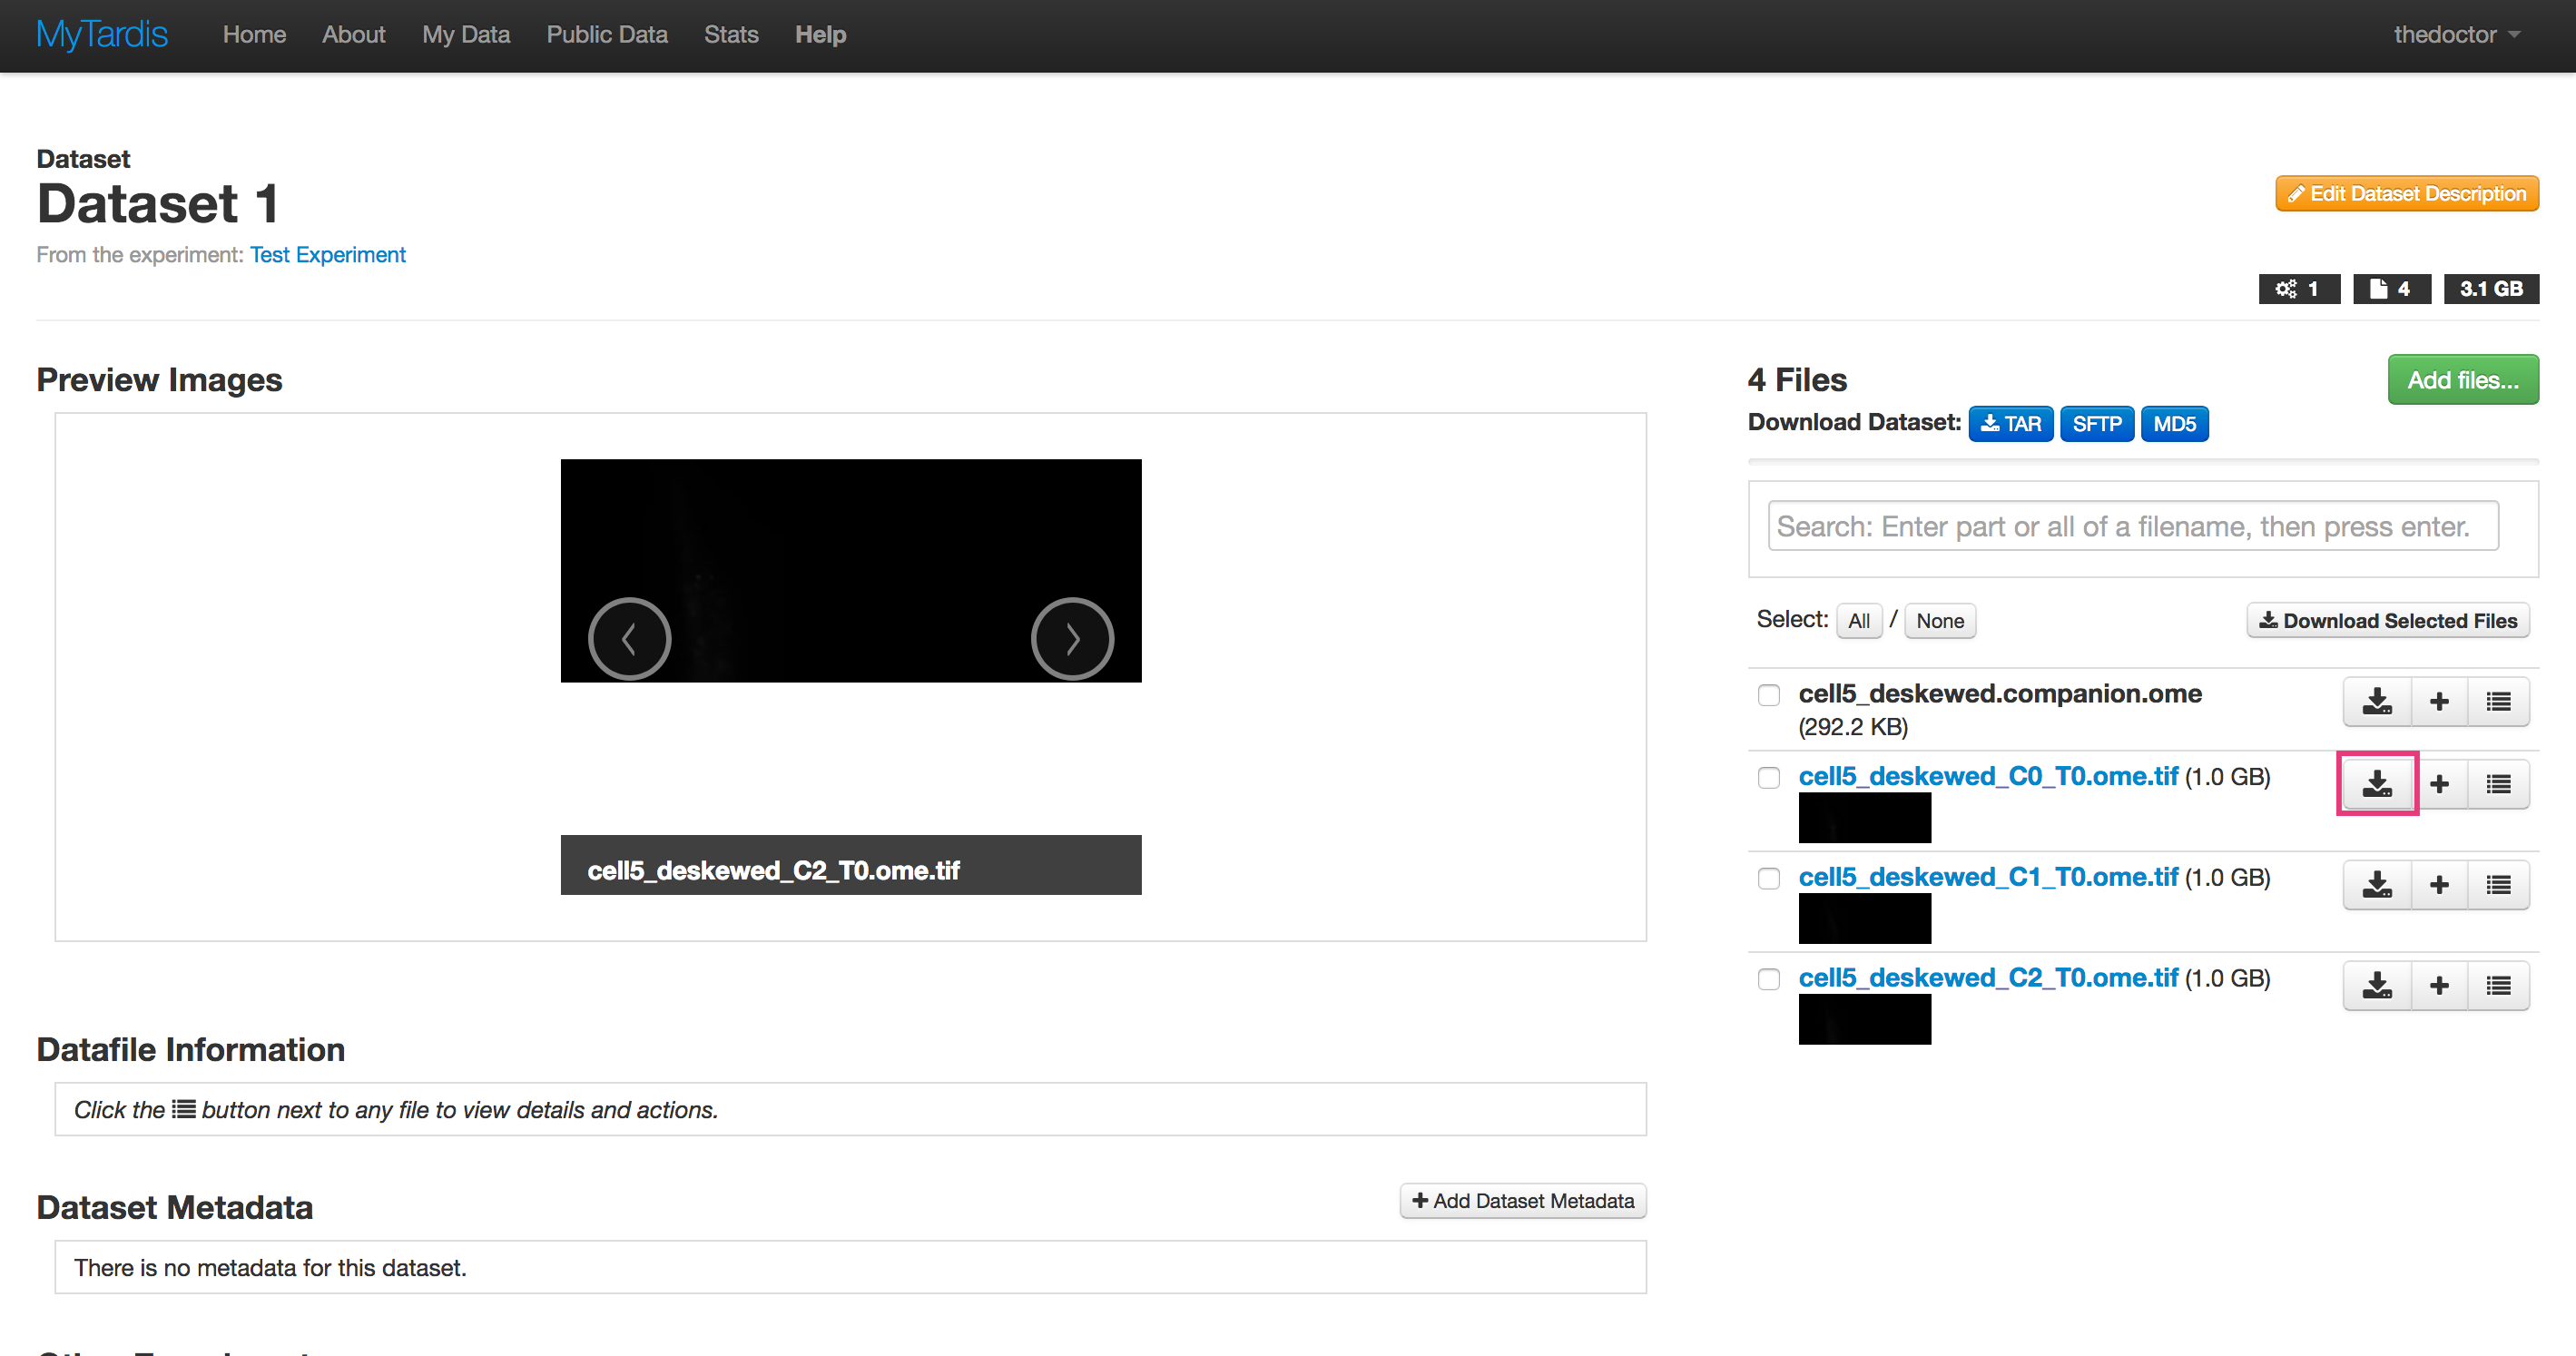 MyTardis Home About My Data Public Data Stats Help thedoctor
Dataset
Dataset 1
Edit Dataset Description
From the experiment: Test Experiment
1 4 3.1 GB
Preview Images
cell5_deskewed_C2_T0.ome.tif
Datafile Information
Click the button next to any file to view details and actions.
Dataset Metadata
Add Dataset Metadata
There is no metadata for this dataset.
4 Files
Add files...
Download Dataset: TAR SFTP MD5
Search: Enter part or all of a filename, then press enter.
Select: All / None
Download Selected Files
cell5_deskewed.companion.ome
(292.2 KB)
cell5_deskewed_C0_T0.ome.tif (1.0 GB)
cell5_deskewed_C1_T0.ome.tif (1.0 GB)
cell5_deskewed_C2_T0.ome.tif (1.0 GB)